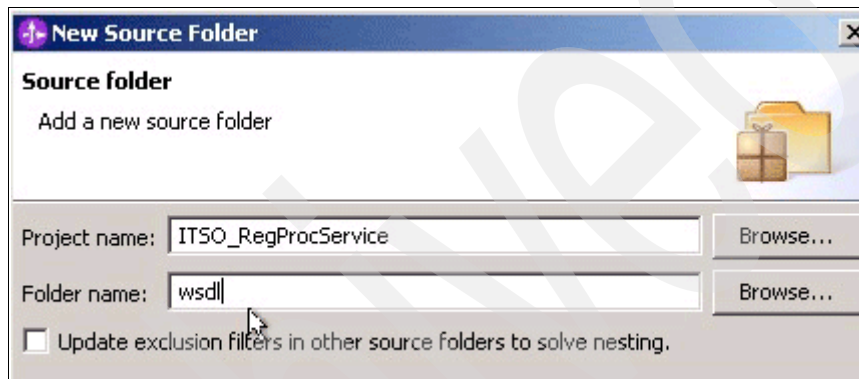 New Source Folder
Source folder
Add a new source folder
Project name: ITSO_RegProcService Browse...
Folder name: wsdl Browse...
Update exclusion filters in other source folders to solve nesting.